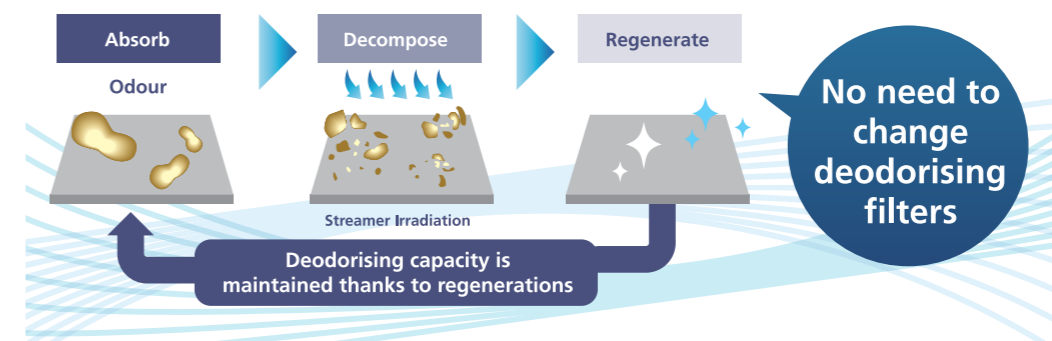 Absorb
Decompose
Regenerate
Odour
Streamer Irradiation
Deodorising capacity is
maintained thanks to regenerations
No need to
change
deodorising
filters